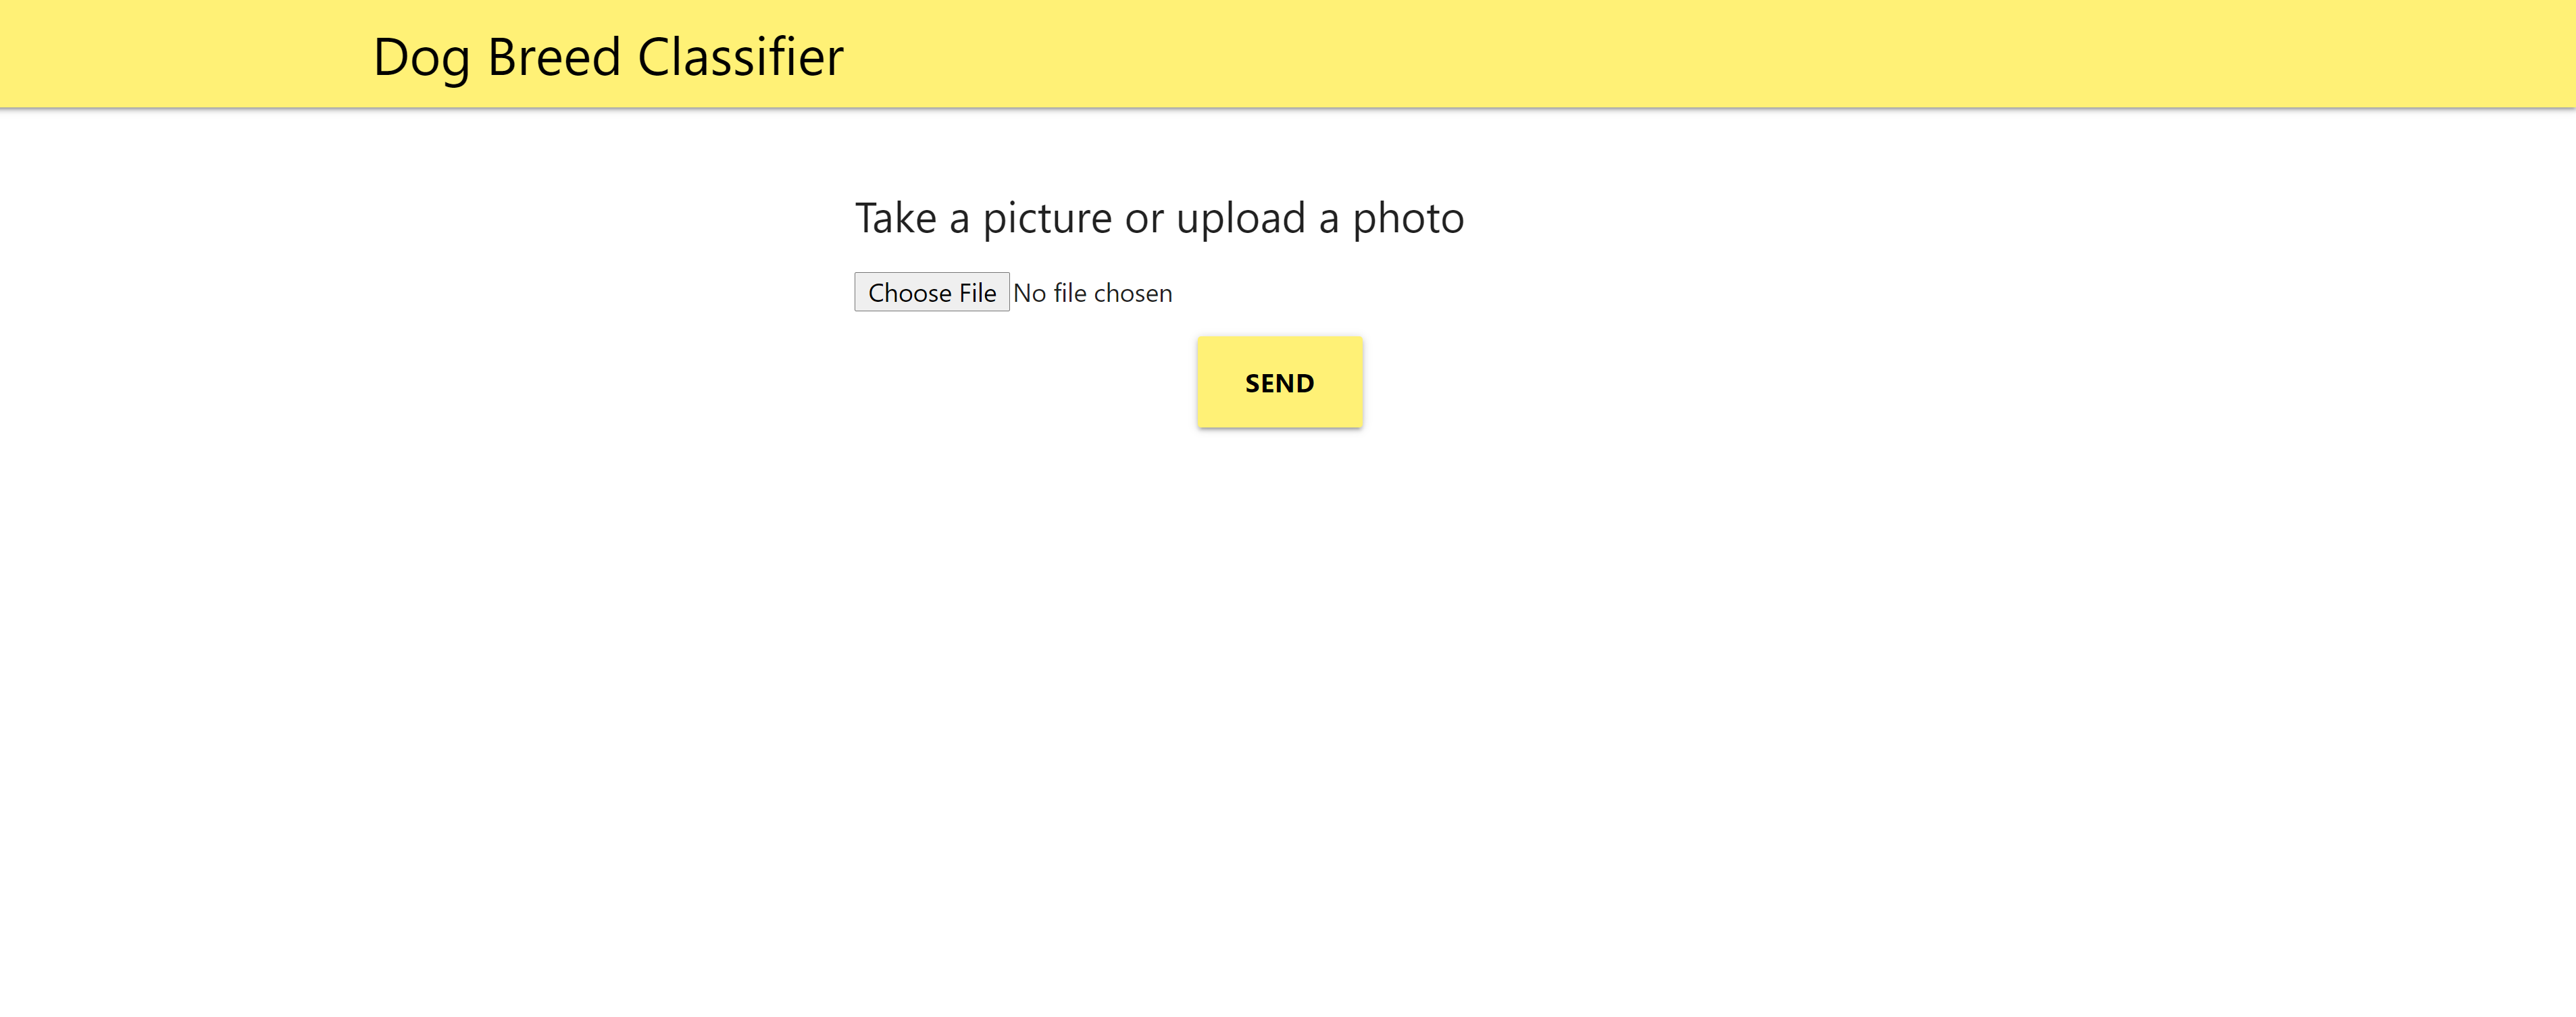 Dog Breed Classifier
Take a picture or upload a photo
Choose File No file chosen
SEND